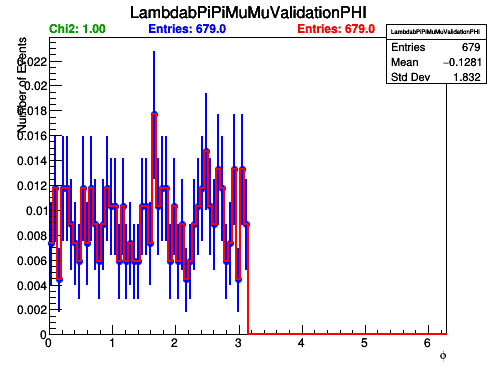 LambdabPiPiMuMuValidationPHI
Chi2: 1.00 Entries: 679.0 Entries: 679.0
LambdabPiPiMuMuValidationPHI
Entries 679
Mean −0.1281
Std Dev 1.832
Number of Events
0.022
0.02
0.018
0.016
0.014
0.012
0.01
0.008
0.006
0.004
0.002
0
0 1 2 3 4 5 6
ϕ